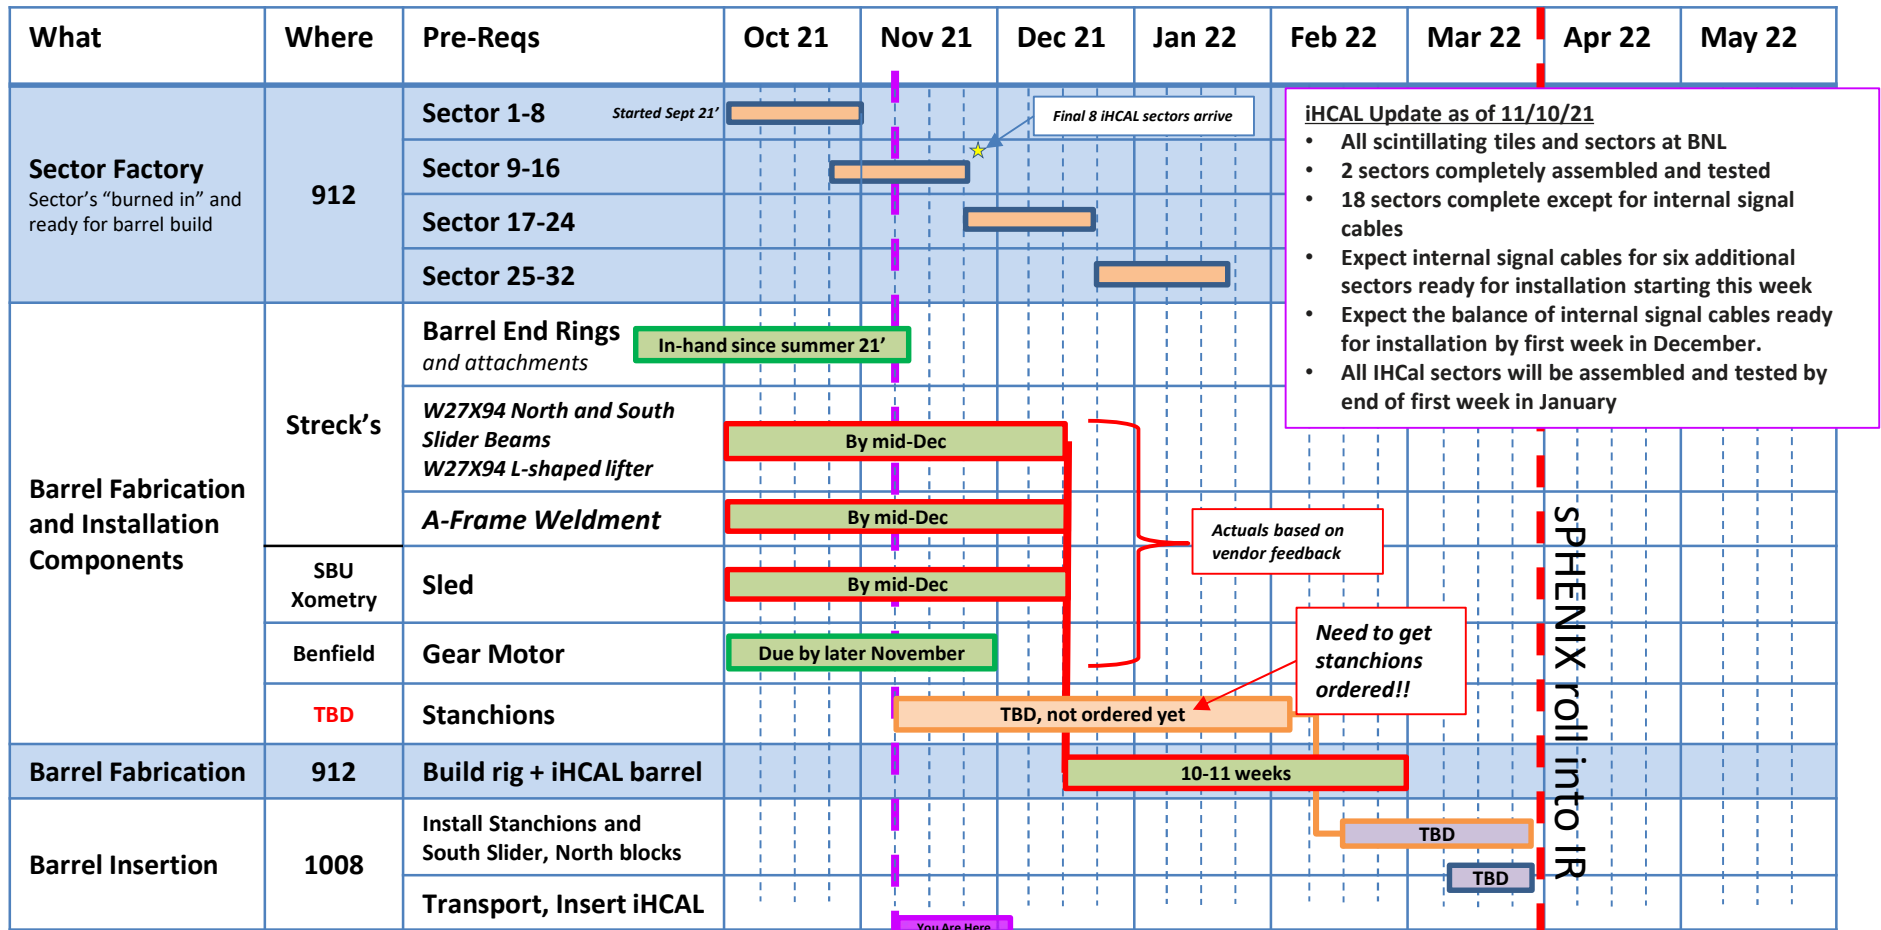 What Where Pre-Reqs Oct 21 Nov 21 Dec 21 Jan 22 Feb 22 Mar 22 Apr 22 May 22
Sector Factory
Sector's "burned in" and
ready for barrel build
912
Sector 1-8
Started Sept 21'
Sector 9-16
Sector 17-24
Sector 25-32
Final 8 iHCAL sectors arrive
iHCAL Update as of 11/10/21
• All scintillating tiles and sectors at BNL
• 2 sectors completely assembled and tested
• 18 sectors complete except for internal signal
cables
• Expect internal signal cables for six additional
sectors ready for installation starting this week
• Expect the balance of internal signal cables ready
for installation by first week in December.
• All IHCal sectors will be assembled and tested by
end of first week in January
Barrel Fabrication
and Installation
Components
Streck's
Barrel End Rings
and attachments
In-hand since summer 21'
W27X94 North and South
Slider Beams
W27X94 L-shaped lifter
By mid-Dec
A-Frame Weldment
By mid-Dec
Actuals based on
vendor feedback
SBU
Xometry
Sled
By mid-Dec
Benfield
Gear Motor
Due by later November
Need to get
stanchions
ordered!!
TBD
Stanchions
TBD, not ordered yet
sPHENIX roll into IR
Barrel Fabrication
912
Build rig + iHCAL barrel
10-11 weeks
Barrel Insertion
1008
Install Stanchions and
South Slider, North blocks
TBD
Transport, Insert iHCAL
TBD
You Are Here